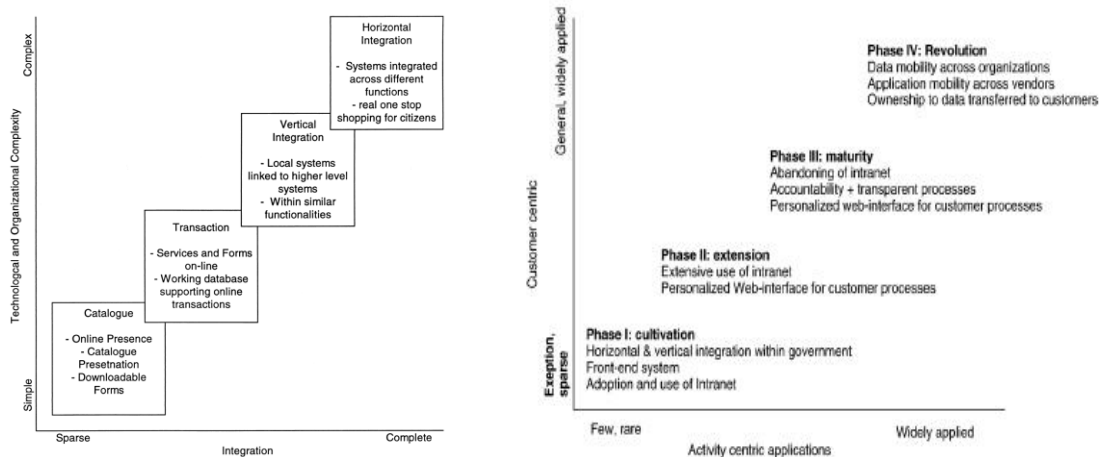 Technologcal and Organizational Complexity
Complex
Simple
Horizontal
Integration
- Systems integrated
across different
functions
- real one stop
shopping for citizens
Vertical
Integration
- Local systems
linked to higher level
systems
- Within similar
functionalities
Transaction
- Services and Forms
on-line
- Working database
supporting online
transactions
Catalogue
- Online Presence
- Catalogue
Presetnation
- Downloadable
Forms
Sparse
Complete
Integration
Customer centric
General, widely applied
Exeption,
sparse
Phase IV: Revolution
Data mobility across organizations
Application mobility across vendors
Ownership to data transferred to customers
Phase III: maturity
Abandoning of intranet
Accountability + transparent processes
Personalized web-interface for customer processes
Phase II: extension
Extensive use of intranet
Personalized Web-interface for customer processes
Phase I: cultivation
Horizontal & vertical integration within government
Front-end system
Adoption and use of Intranet
Few, rare
Widely applied
Activity centric applications